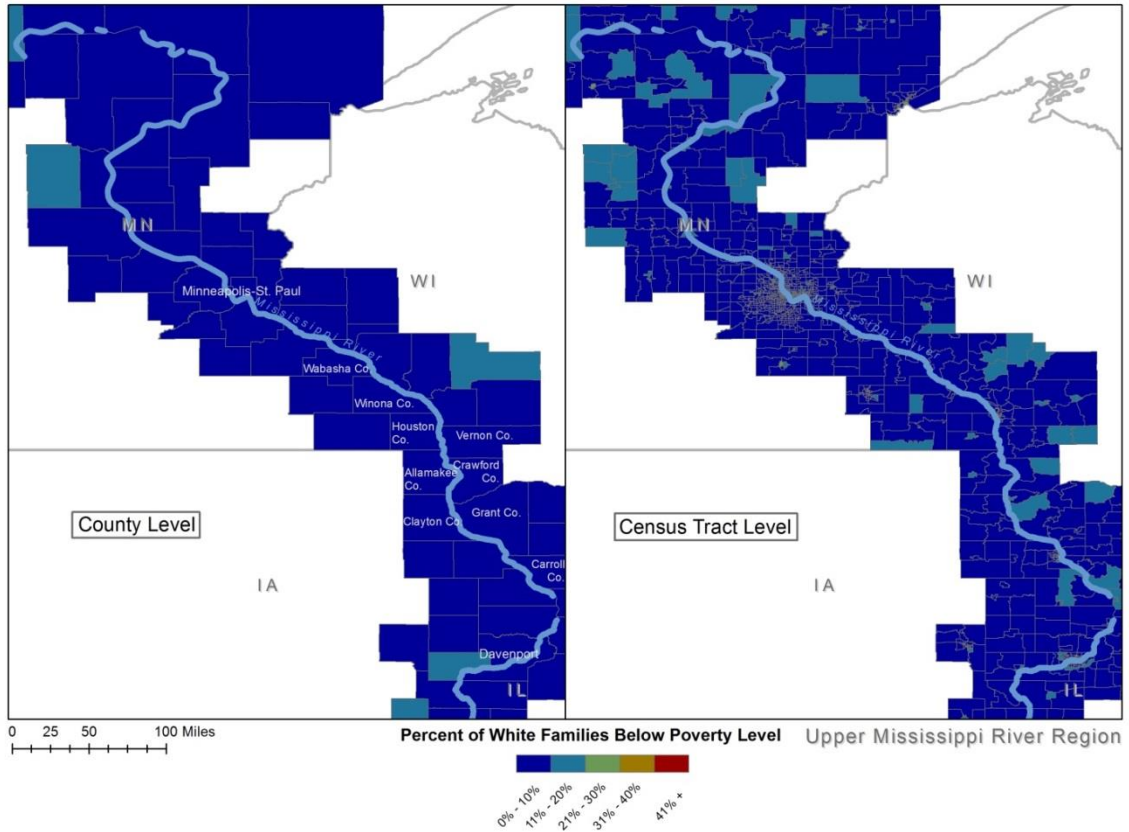 MN
WI
Minneapolis-St. Paul
Mississippi River
Wabasha Co.
Winona Co.
Houston
Co.
Vernon Co.
Allamakee
Co.
Crawford
Co.
Clayton Co.
Grant Co.
County Level
Carroll
Co.
IA
Davenport
IL
MN
WI
Mississippi River
Census Tract Level
IA
IL
0 25 50 100 Miles
Percent of White Families Below Poverty Level
Upper Mississippi River Region
0% - 10%
11% - 20%
21% - 30%
31% - 40%
41% +